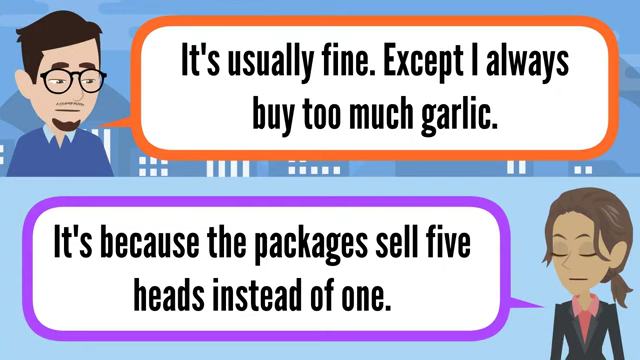 It's usually fine. Except I always
buy too much garlic.
It's because the packages sell five
heads instead of one.